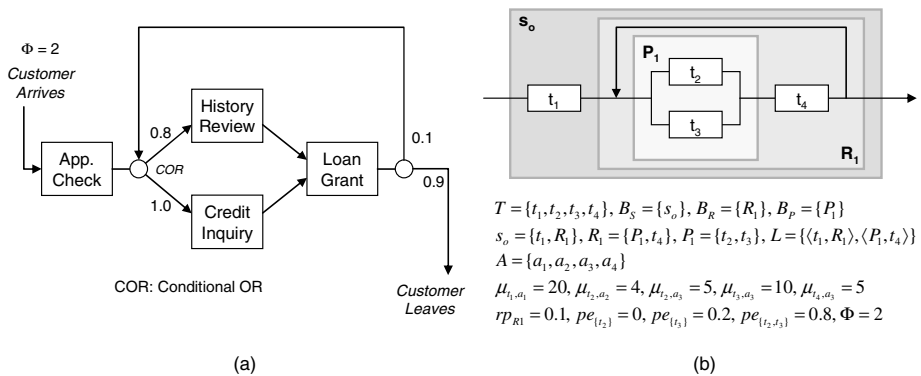 Φ = 2
Customer
Arrives
App.
Check
0.8
COR
1.0
History
Review
Credit
Inquiry
Loan
Grant
0.1
0.9
Customer
Leaves
COR: Conditional OR
(a)
s_o
P_1
t_1
t_2
t_3
t_4
R_1
T = {t_1, t_2, t_3, t_4}, B_S = {s_o}, B_R = {R_1}, B_P = {P_1}
s_o = {t_1, R_1}, R_1 = {P_1, t_4}, P_1 = {t_2, t_3}, L = {⟨t_1, R_1⟩, ⟨P_1, t_4⟩}
A = {a_1, a_2, a_3, a_4}
μ_{t_1,a_1} = 20, μ_{t_2,a_2} = 4, μ_{t_2,a_3} = 5, μ_{t_3,a_3} = 10, μ_{t_4,a_3} = 5
rp_{R1} = 0.1, pe_{{t_2}} = 0, pe_{{t_3}} = 0.2, pe_{{t_2,t_3}} = 0.8, Φ = 2
(b)